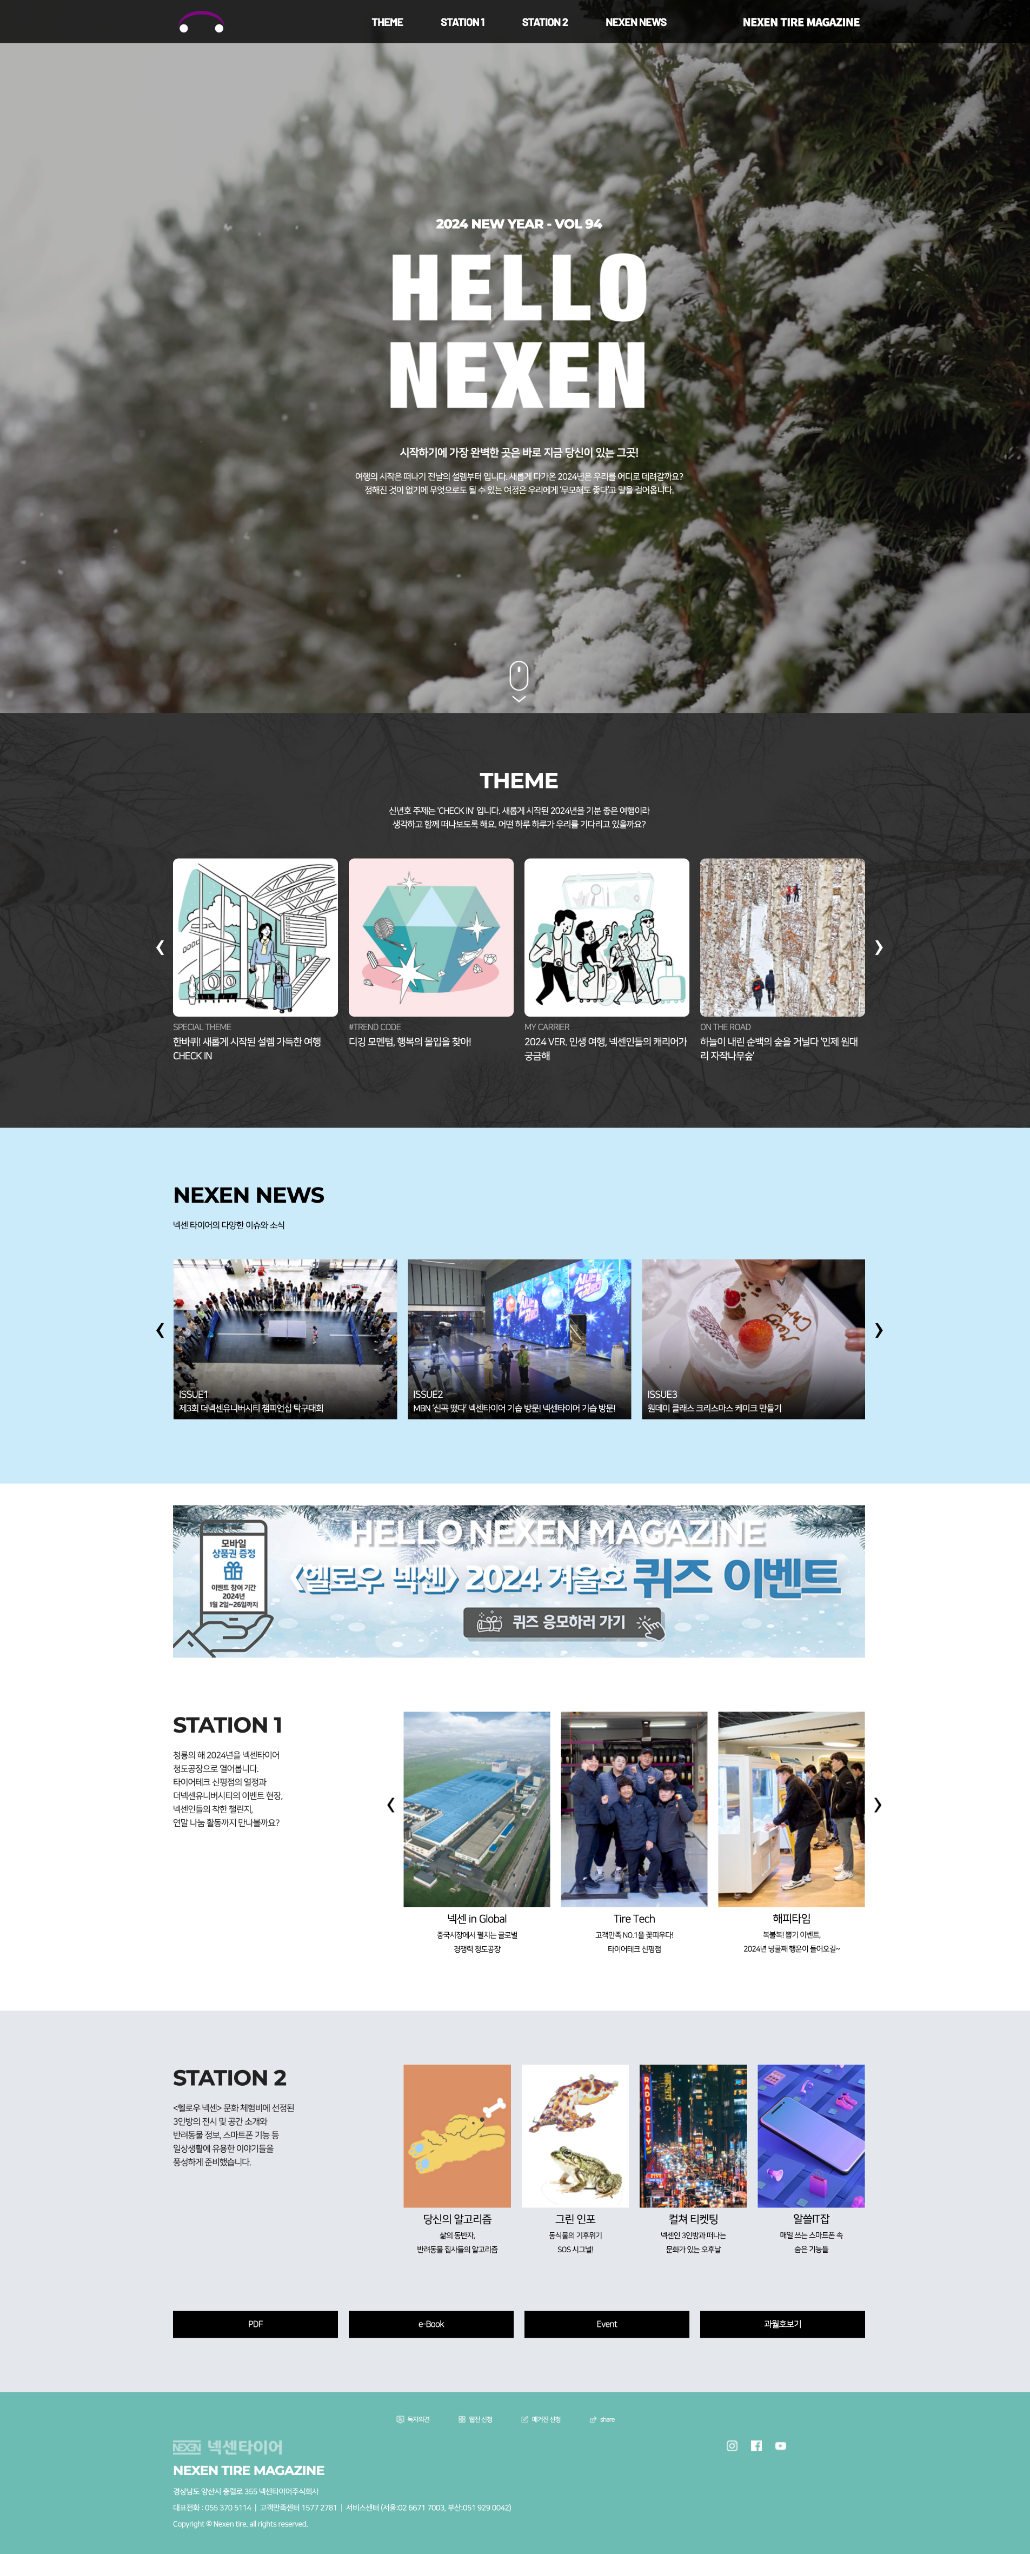 THEME
STATION 1
STATION 2
NEXEN NEWS
NEXEN TIRE MAGAZINE
2024 NEW YEAR - VOL 94
HELLO
NEXEN
시작하기에 가장 완벽한 곳은 바로 지금 당신이 있는 그곳!
여행의 시작은 떠나기 전날의 설렘부터 입니다. 새롭게 다가온 2024년은 우리를 어디로 데려갈까요?
정해진 것이 없기에 무엇으로도 될 수 있는 여정은 우리에게 '무모해도 좋다'고 말을 걸어옵니다.
THEME
신년호 주제는 'CHECK IN' 입니다. 새롭게 시작된 2024년을 기분 좋은 여행이라
생각하고 함께 떠나보도록 해요. 어떤 하루 하루가 우리를 기다리고 있을까요?
SPECIAL THEME
한바퀴! 새롭게 시작된 설렘 가득한 여행
CHECK IN
#TREND CODE
디깅 모멘텀, 행복의 몰입을 찾아!
MY CARRIER
2024 VER. 인생 여행, 넥센인들의 캐리어가
궁금해
ON THE ROAD
하늘이 내린 순백의 숲을 거닐다 '인제 원대
리 자작나무숲'
NEXEN NEWS
넥센 타이어의 다양한 이슈와 소식
ISSUE1
제3회 더넥센유니버시티 챔피언십 탁구대회
ISSUE2
MBN '신곡 떴다' 넥센타이어 기습 방문! 넥센타이어 기습 방문!
ISSUE3
원데이 클래스 크리스마스 케이크 만들기
모바일
상품권 증정
이벤트 참여 기간
2024년
1월 2일~26일까지
HELLO NEXEN MAGAZINE
<헬로우 넥센> 2024 겨울호 퀴즈 이벤트
퀴즈 응모하러 가기
STATION 1
청룡의 해 2024년을 넥센타이어
청도공장으로 열어봅니다.
타이어테크 신평점의 열정과
더넥센유니버시티의 이벤트 현장,
넥센인들의 착한 챌린지,
연말 나눔 활동까지 만나볼까요?
넥센 in Global
중국시장에서 펼치는 글로벌
경쟁력 청도공장
Tire Tech
고객만족 NO.1을 꽃피우다!
타이어테크 신평점
해피타임
복불복! 뽑기 이벤트,
2024년 넝쿨째 행운이 들어오길~
STATION 2
<헬로우 넥센> 문화 체험비에 선정된
3인방의 전시 및 공간 소개와
반려동물 정보, 스마트폰 기능 등
일상생활에 유용한 이야기들을
풍성하게 준비했습니다.
RADIO CITY
당신의 알고리즘
삶의 동반자,
반려동물 집사들의 알고리즘
그린 인포
동식물의 기후위기
SOS 시그널!
컬쳐 티켓팅
넥센인 3인방과 떠나는
문화가 있는 오후날
알쓸IT잡
매일 쓰는 스마트폰 속
숨은 기능들
PDF
e-Book
Event
과월호보기
독자의견
웹진 신청
매거진 신청
share
NEXEN 넥센타이어
NEXEN TIRE MAGAZINE
경상남도 양산시 충렬로 355 넥센타이어주식회사
대표전화 : 055 370 5114 | 고객만족센터 1577 2781 | 서비스센터 (서울:02 6671 7003, 부산:051 929 0042)
Copyright © Nexen tire. all rights reserved.